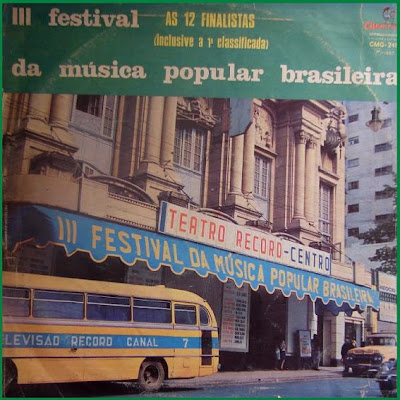 III festival
AS 12 FINALISTAS
(inclusive a 1ª classificada)
da música popular brasileira
TEATRO RECORD-CENTRO
III FESTIVAL DA MÚSICA POPULAR BRASILEIRA
LEVISÃO RECORD CANAL 7